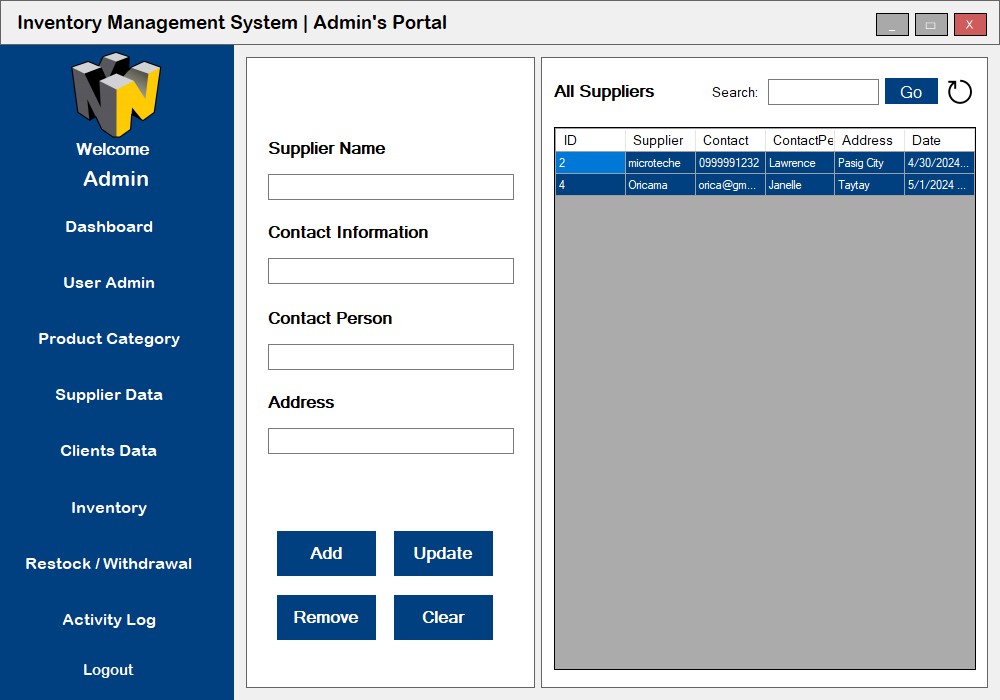 Inventory Management System | Admin's Portal
_ □ X
Welcome
Admin
Dashboard
User Admin
Product Category
Supplier Data
Clients Data
Inventory
Restock / Withdrawal
Activity Log
Logout
Supplier Name
Contact Information
Contact Person
Address
Add Update
Remove Clear
All Suppliers Search: Go
ID Supplier Contact ContactPe Address Date
2 microteche 0999991232 Lawrence Pasig City 4/30/2024...
4 Oricama orica@gm... Janelle Taytay 5/1/2024 ...